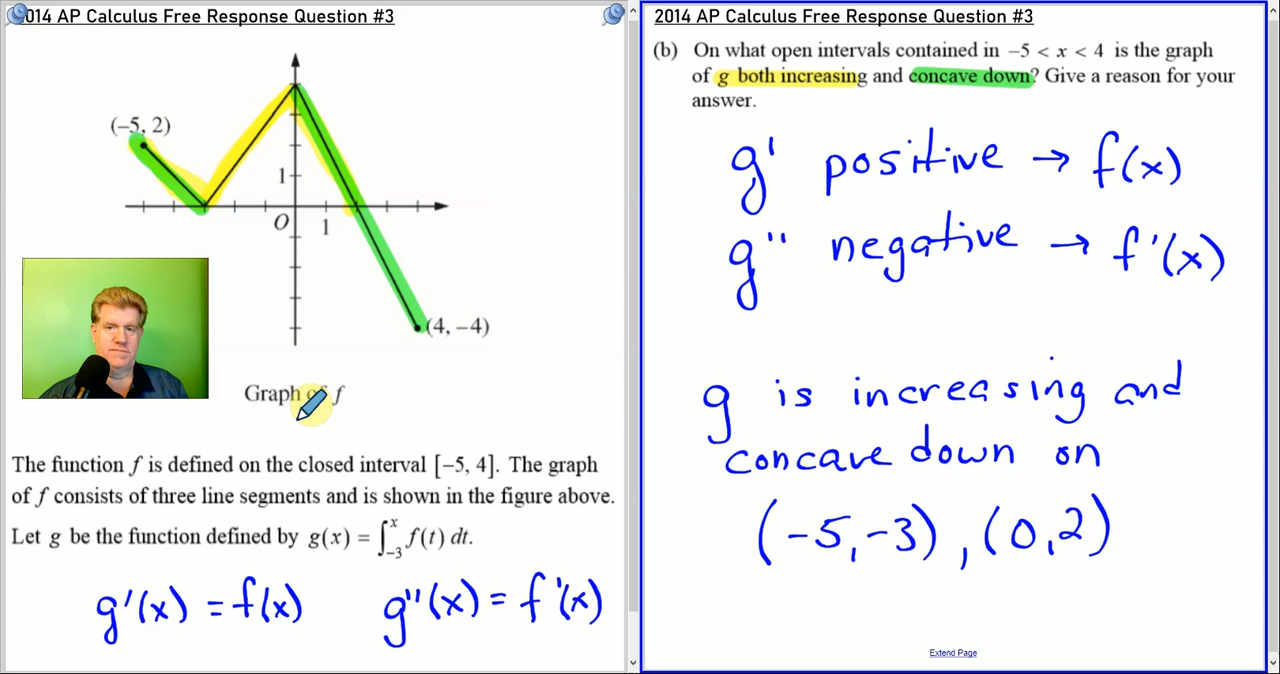 2014 AP Calculus Free Response Question #3
(−5, 2)
1
O
1
(4, −4)
Graph of f
The function f is defined on the closed interval [−5, 4]. The graph
of f consists of three line segments and is shown in the figure above.
Let g be the function defined by g(x) = ∫_{−3}^{x} f(t) dt.
g'(x) = f(x) g''(x) = f'(x)
2014 AP Calculus Free Response Question #3
(b) On what open intervals contained in −5 < x < 4 is the graph
of g both increasing and concave down? Give a reason for your
answer.
g' positive → f(x)
g'' negative → f'(x)
g is increasing and
concave down on
(-5,-3), (0,2)
Extend Page